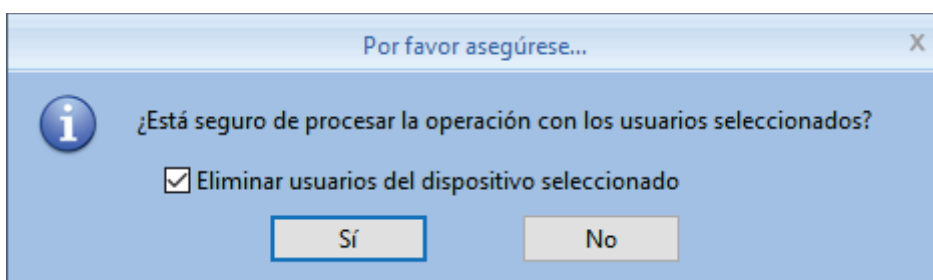 Por favor asegúrese...
X
¿Está seguro de procesar la operación con los usuarios seleccionados?
Eliminar usuarios del dispositivo seleccionado
Sí
No